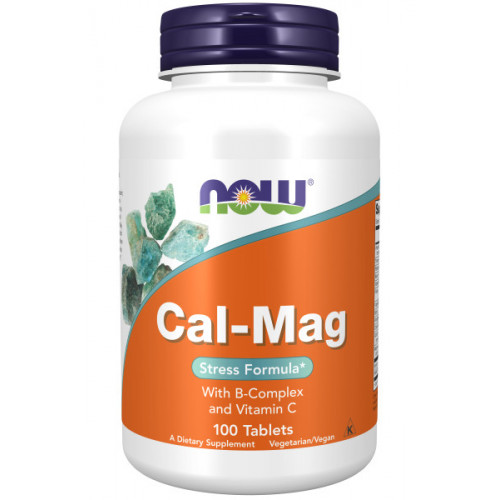 NOW®
Cal-Mag
Stress Formula*
With B-Complex
and Vitamin C
100 Tablets
A Dietary Supplement Vegetarian/Vegan
K